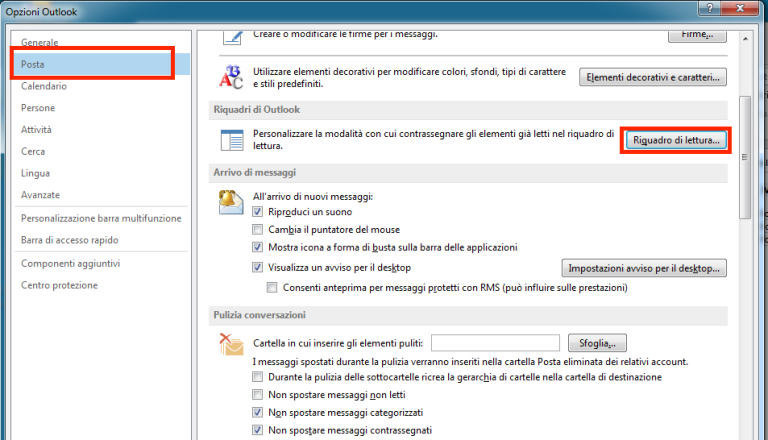 Opzioni Outlook
Generale
Posta
Calendario
Persone
Attività
Cerca
Lingua
Avanzate
Personalizzazione barra multifunzione
Barra di accesso rapido
Componenti aggiuntivi
Centro protezione
Creare o modificare le firme per i messaggi.
Firme...
Utilizzare elementi decorativi per modificare colori, sfondi, tipi di carattere
e stili predefiniti.
Elementi decorativi e caratteri...
Riquadri di Outlook
Personalizzare la modalità con cui contrassegnare gli elementi già letti nel riquadro di
lettura.
Riquadro di lettura...
Arrivo di messaggi
All'arrivo di nuovi messaggi:
Riproduci un suono
Cambia il puntatore del mouse
Mostra icona a forma di busta sulla barra delle applicazioni
Visualizza un avviso per il desktop
Impostazioni avviso per il desktop...
Consenti anteprima per messaggi protetti con RMS (può influire sulle prestazioni)
Pulizia conversazioni
Cartella in cui inserire gli elementi puliti:
Sfoglia...
I messaggi spostati durante la pulizia verranno inseriti nella cartella Posta eliminata dei relativi account.
Durante la pulizia delle sottocartelle ricrea la gerarchia di cartelle nella cartella di destinazione
Non spostare messaggi non letti
Non spostare messaggi categorizzati
Non spostare messaggi contrassegnati